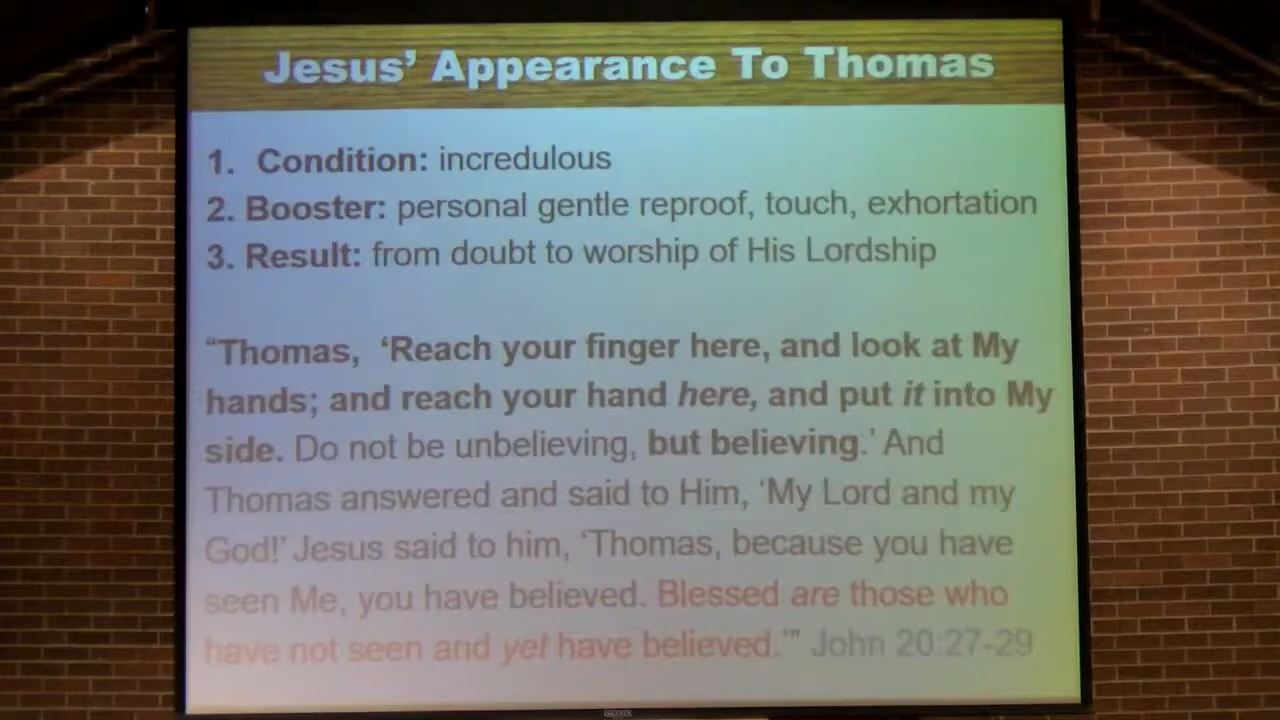 Jesus’ Appearance To Thomas
1. Condition: incredulous
2. Booster: personal gentle reproof, touch, exhortation
3. Result: from doubt to worship of His Lordship
“Thomas, ‘Reach your finger here, and look at My
hands; and reach your hand here, and put it into My
side. Do not be unbelieving, but believing.’ And
Thomas answered and said to Him, ‘My Lord and my
God!’ Jesus said to him, ‘Thomas, because you have
seen Me, you have believed. Blessed are those who
have not seen and yet have believed.’” John 20:27-29